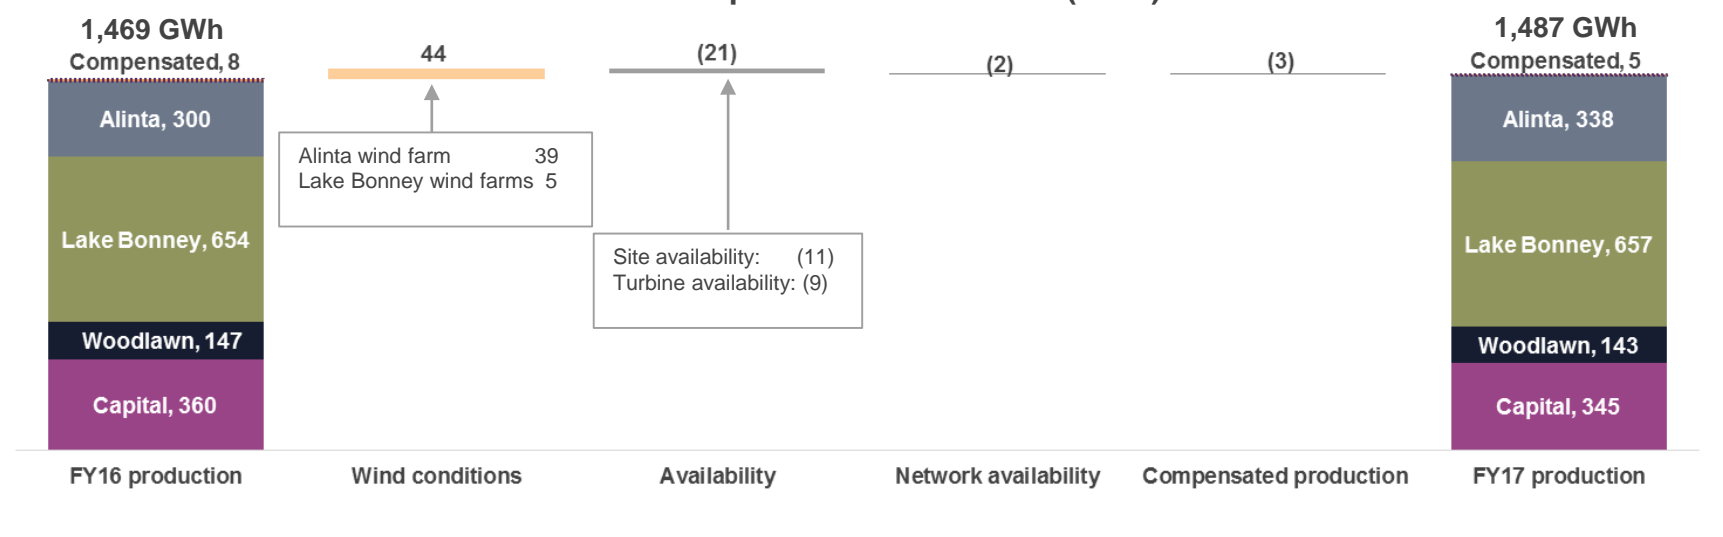 1,469 GWh
Compensated, 8
Alinta, 300
Lake Bonney, 654
Woodlawn, 147
Capital, 360
FY16 production
44
Alinta wind farm 39
Lake Bonney wind farms 5
Wind conditions
(21)
Site availability: (11)
Turbine availability: (9)
Availability
(2)
Network availability
(3)
Compensated production
1,487 GWh
Compensated, 5
Alinta, 338
Lake Bonney, 657
Woodlawn, 143
Capital, 345
FY17 production